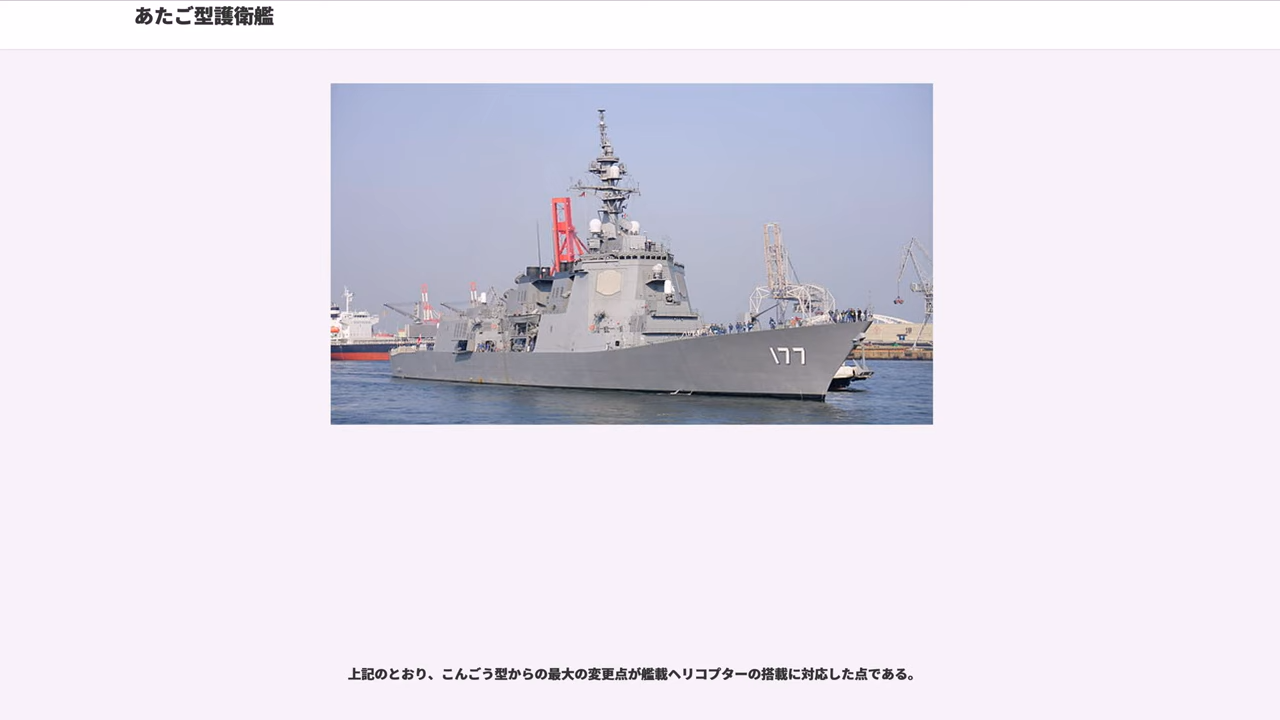 あたご型護衛艦
177
上記のとおり、こんごう型からの最大の変更点が艦載ヘリコプターの搭載に対応した点である。